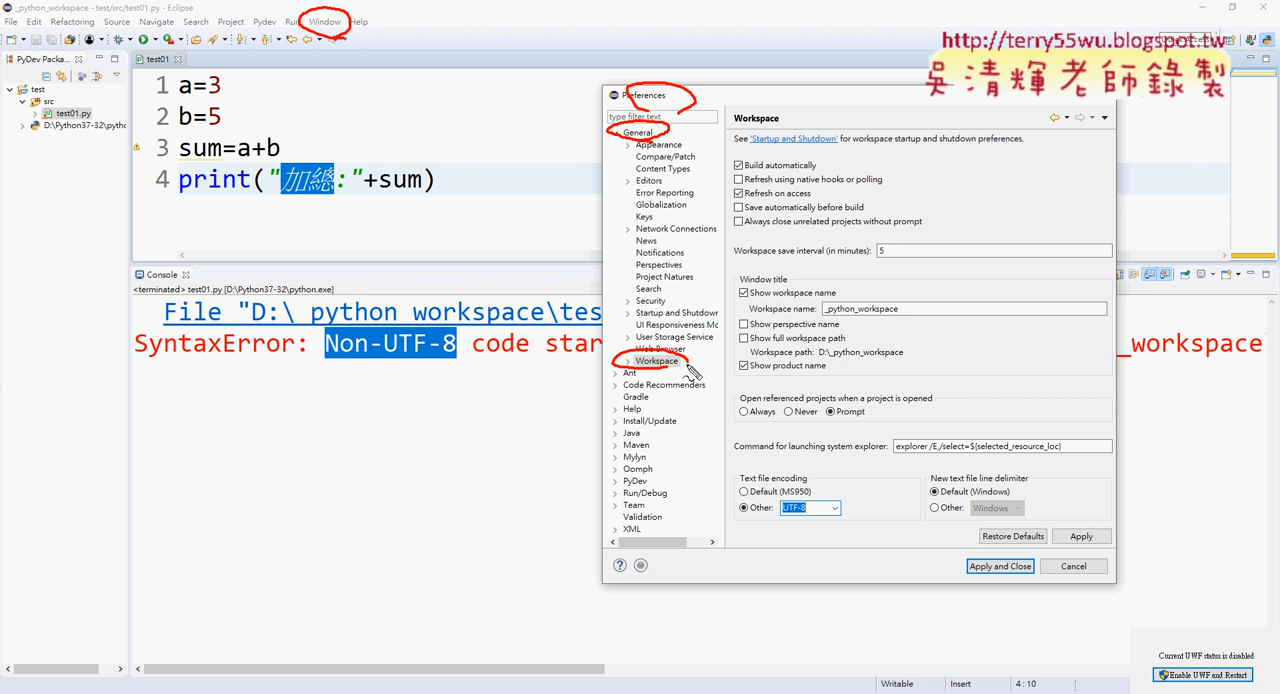 _python_workspace - test/src/test01.py - Eclipse
File Edit Refactoring Source Navigate Search Project Pydev Run Window Help
http://terry55wu.blogspot.tw
吳清輝老師錄製
PyDev Packa...
test
src
test01.py
D:\Python37-32\pytho
test01
1 a=3
2 b=5
3 sum=a+b
4 print("加總:"+sum)
Console
<terminated> test01.py [D:\Python37-32\python.exe]
File "D:\_python_workspace\tes
SyntaxError: Non-UTF-8 code star
_workspace
Preferences
type filter text
General
Appearance
Compare/Patch
Content Types
Editors
Error Reporting
Globalization
Keys
Network Connections
News
Notifications
Perspectives
Project Natures
Search
Security
Startup and Shutdown
UI Responsiveness Mo
User Storage Service
Web Browser
Workspace
Ant
Code Recommenders
Gradle
Help
Install/Update
Java
Maven
Mylyn
Oomph
PyDev
Run/Debug
Team
Validation
XML
Workspace
See 'Startup and Shutdown' for workspace startup and shutdown preferences.
Build automatically
Refresh using native hooks or polling
Refresh on access
Save automatically before build
Always close unrelated projects without prompt
Workspace save interval (in minutes): 5
Window title
Show workspace name
Workspace name: _python_workspace
Show perspective name
Show full workspace path
Workspace path: D:\_python_workspace
Show product name
Open referenced projects when a project is opened
Always Never Prompt
Command for launching system explorer: explorer /E,/select=${selected_resource_loc}
Text file encoding
Default (MS950)
Other: UTF-8
New text file line delimiter
Default (Windows)
Other: Windows
Restore Defaults Apply
Apply and Close Cancel
Current UWF status is disabled
Enable UWF and Restart
Writable Insert 4 : 10